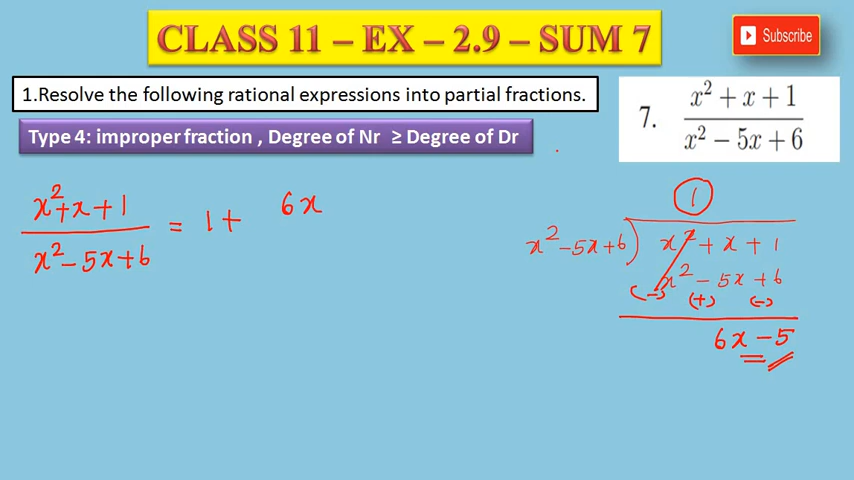 CLASS 11 – EX – 2.9 – SUM 7
Subscribe
1.Resolve the following rational expressions into partial fractions.
Type 4: improper fraction , Degree of Nr ≥ Degree of Dr
7. x² + x + 1
x² − 5x + 6
x² + x + 1
x² − 5x + 6
= 1 + 6x
1
x² − 5x + 6 ) x² + x + 1
x² − 5x + 6
(−) (+) (−)
6x − 5